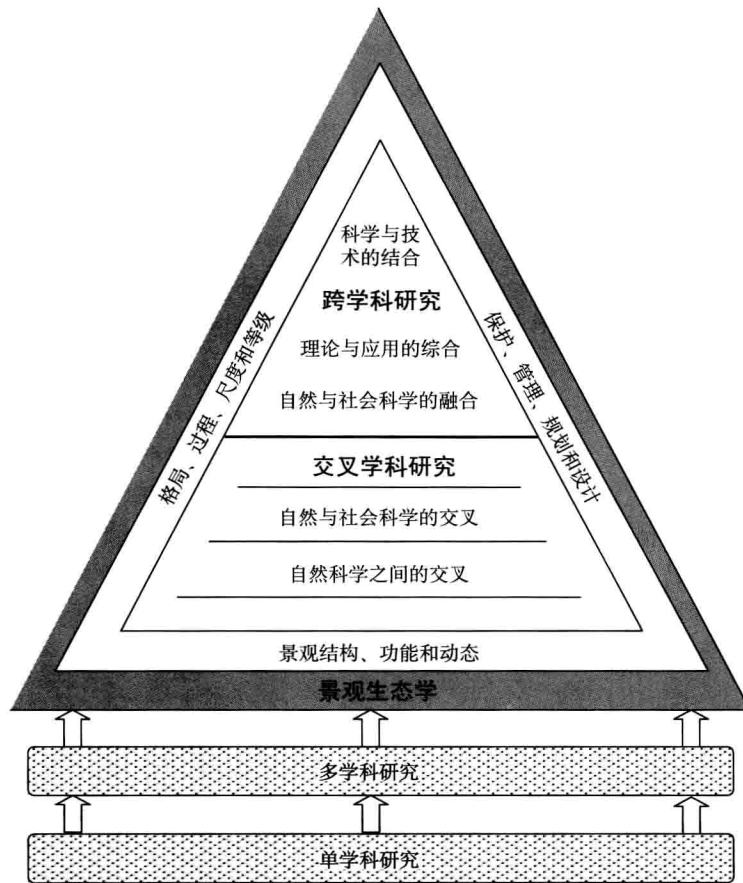 科学与技
术的结合
跨学科研究
理论与应用的综合
自然与社会科学的融合
格局、过程、尺度和等级
保护、管理、规划和设计
交叉学科研究
自然与社会科学的交叉
自然科学之间的交叉
景观结构、功能和动态
景观生态学
多学科研究
单学科研究